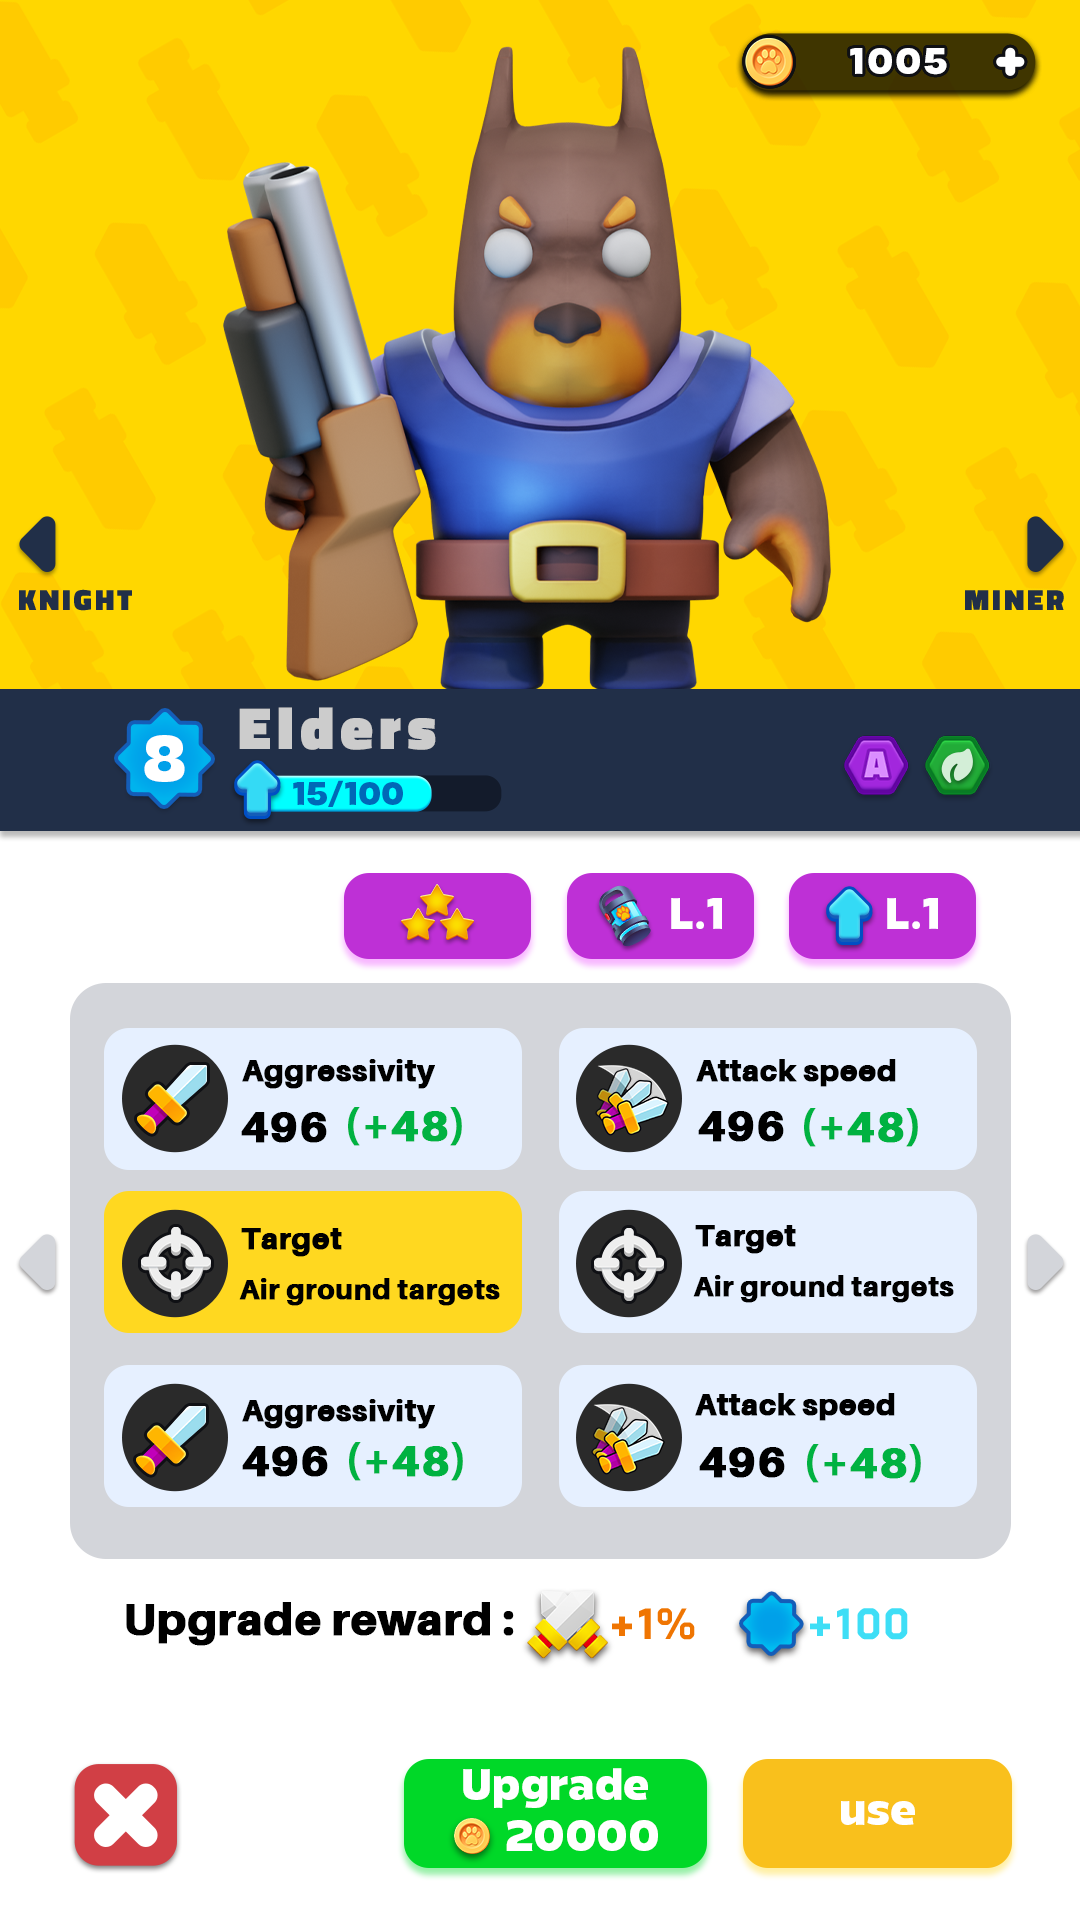 1005
KNIGHT
MINER
8
Elders
15/100
A
L.1
L.1
Aggressivity
496 (+48)
Attack speed
496 (+48)
Target
Air ground targets
Target
Air ground targets
Aggressivity
496 (+48)
Attack speed
496 (+48)
Upgrade reward : +1% +100
Upgrade
20000
use